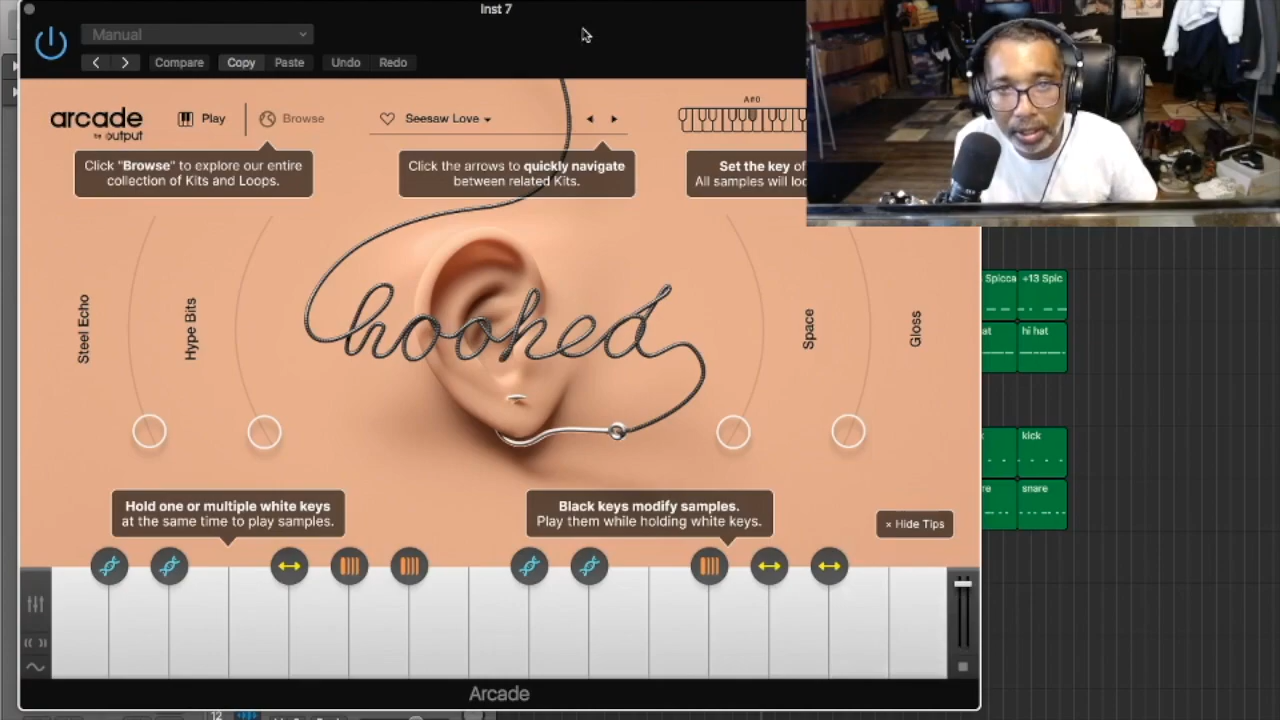 Inst 7
Manual
Compare
Copy
Paste
Undo
Redo
arcade
by output
Play
Browse
Seesaw Love
A#0
Click "Browse" to explore our entire
collection of Kits and Loops.
Click the arrows to quickly navigate
between related Kits.
Set the key of
All samples will
Steel Echo
Hype Bits
hooked
Space
Gloss
Spicca
+13 Spic
at
hi hat
kick
re
snare
Hold one or multiple white keys
at the same time to play samples.
Black keys modify samples.
Play them while holding white keys.
× Hide Tips
Arcade
12